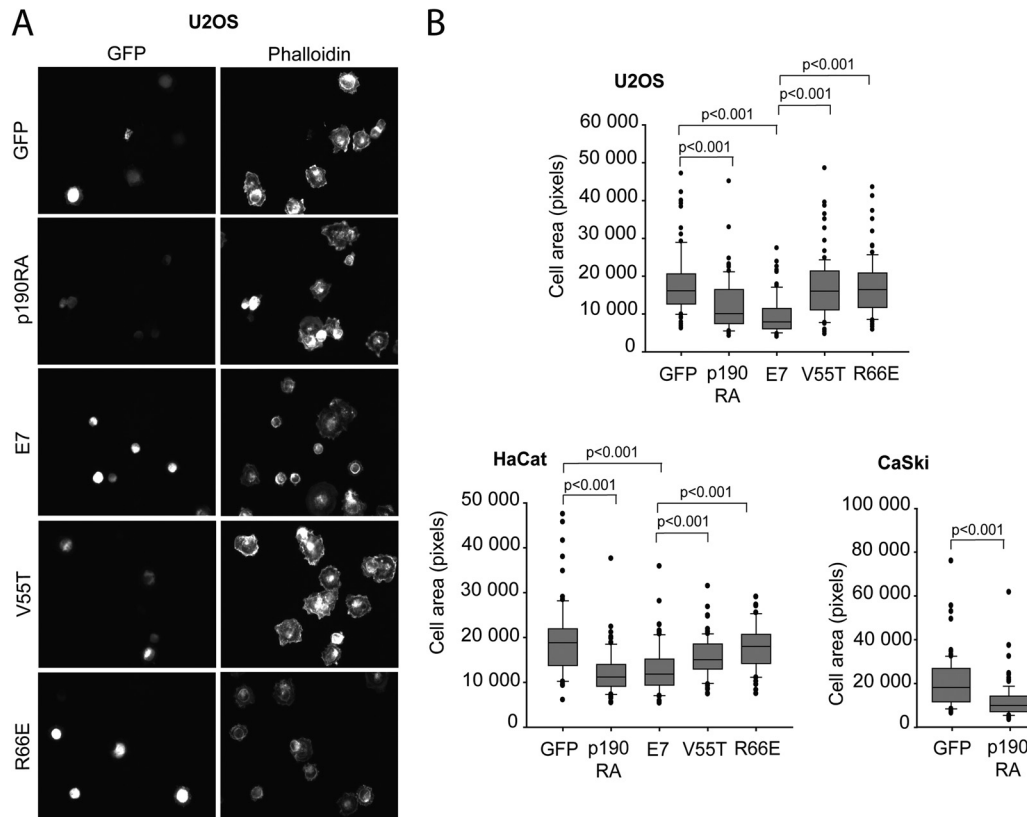 A
U2OS
GFP Phalloidin
GFP
p190RA
E7
V55T
R66E
B
U2OS
p<0.001
p<0.001
p<0.001
p<0.001
Cell area (pixels)
60 000
50 000
40 000
30 000
20 000
10 000
0
GFP p190 RA E7 V55T R66E
HaCat
p<0.001
p<0.001
p<0.001
p<0.001
Cell area (pixels)
50 000
40 000
30 000
20 000
10 000
0
GFP p190 RA E7 V55T R66E
CaSki
p<0.001
Cell area (pixels)
100 000
80 000
60 000
40 000
20 000
0
GFP p190 RA